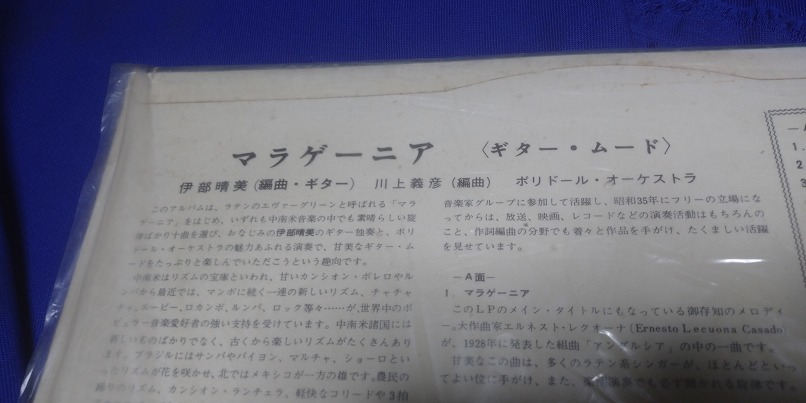 マラゲーニア 〈ギター・ムード〉
伊部晴美(編曲・ギター) 川上義彦(編曲) ポリドール・オーケストラ
このアルバムは、ラテンのエヴァーグリーンと呼ばれる「マラ
ゲーニア」をはじめ、いずれも中南米音楽の中でも素晴らしい旋
律ばかり十曲を選び、おなじみの伊部晴美のギター独奏と、ポリ
ドール・オーケストラの魅力あふれる演奏で、甘美なギター・ム
ードをたっぷりと楽しんでいただこうという趣向です。
中南米はリズムの宝庫といわれ、甘いカンシオン・ボレロやル
ンバから最近では、マンボに続く一連の新しいリズム、チャチャ
チャ、スービー、ロカンボ、ルンバ、ロック等々……が、世界中のポ
ピュラー音楽愛好者の強い支持を受けています。中南米諸国には
新しいものばかりでなく、古くから楽しいリズムがたくさんあり
ます。ブラジルにはサンバやバイヨン、マルチャ、ショーロとい
ったリズムが花を咲かせ、北ではメキシコが一方の雄です。農民の
踊りのリズム、カンシオン・ランチェラ、軽快なコリードや3拍
音楽家グループに参加して活躍し、昭和35年にフリーの立場にな
ってからは、放送、映画、レコードなどの演奏活動はもちろんの
こと、作詞編曲の分野でも着々と作品を手がけ、たくましい活躍
を見せています。
―A面―
1. マラゲーニア
このLPのメイン・タイトルにもなっている御存知のメロディ
ー。大作曲家エルネスト・レクオーナ(Ernesto Lecuona Casado)
が、1928年に発表した組曲「アンダルシア」の中の一曲です。
甘美なこの曲は、多くのラテン系シンガーが、ほとんどといっ
てよい位に手がけ、また、
演奏でも必ず聴かれる旋律です。
1.
2
3